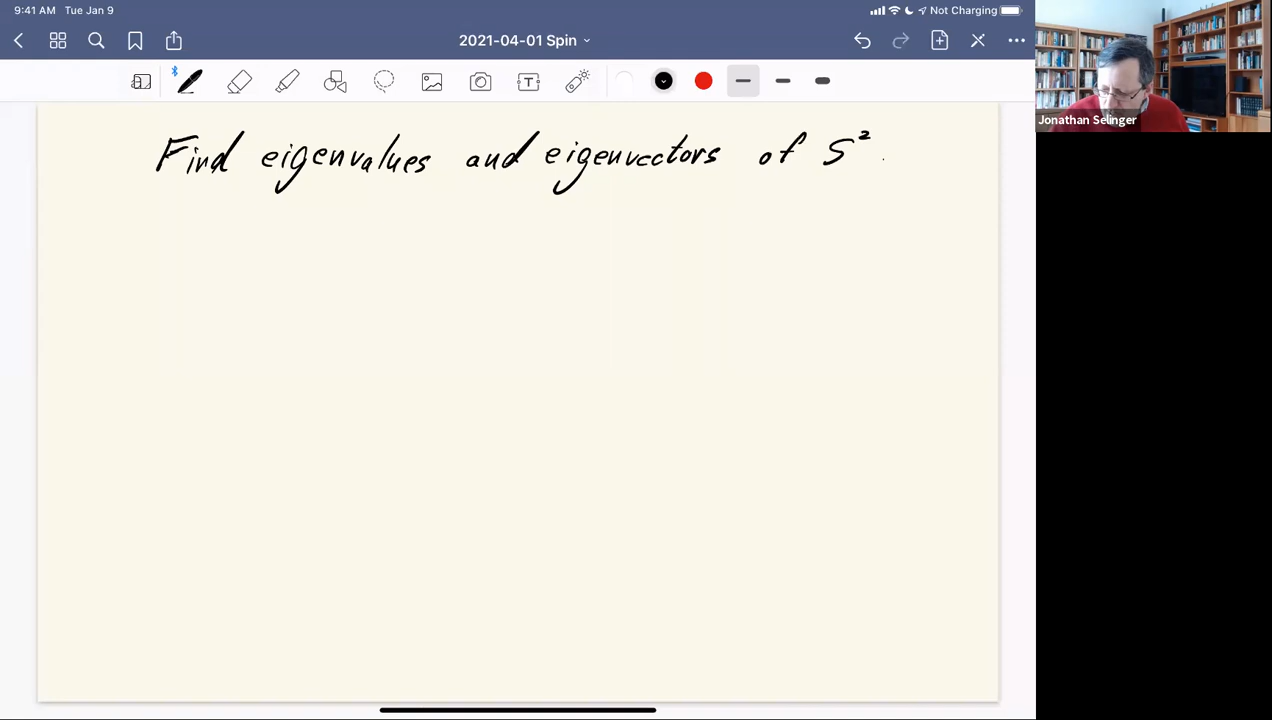 9:41 AM Tue Jan 9
Not Charging
2021-04-01 Spin
T
Jonathan Selinger
Find eigenvalues and eigenvectors of S²